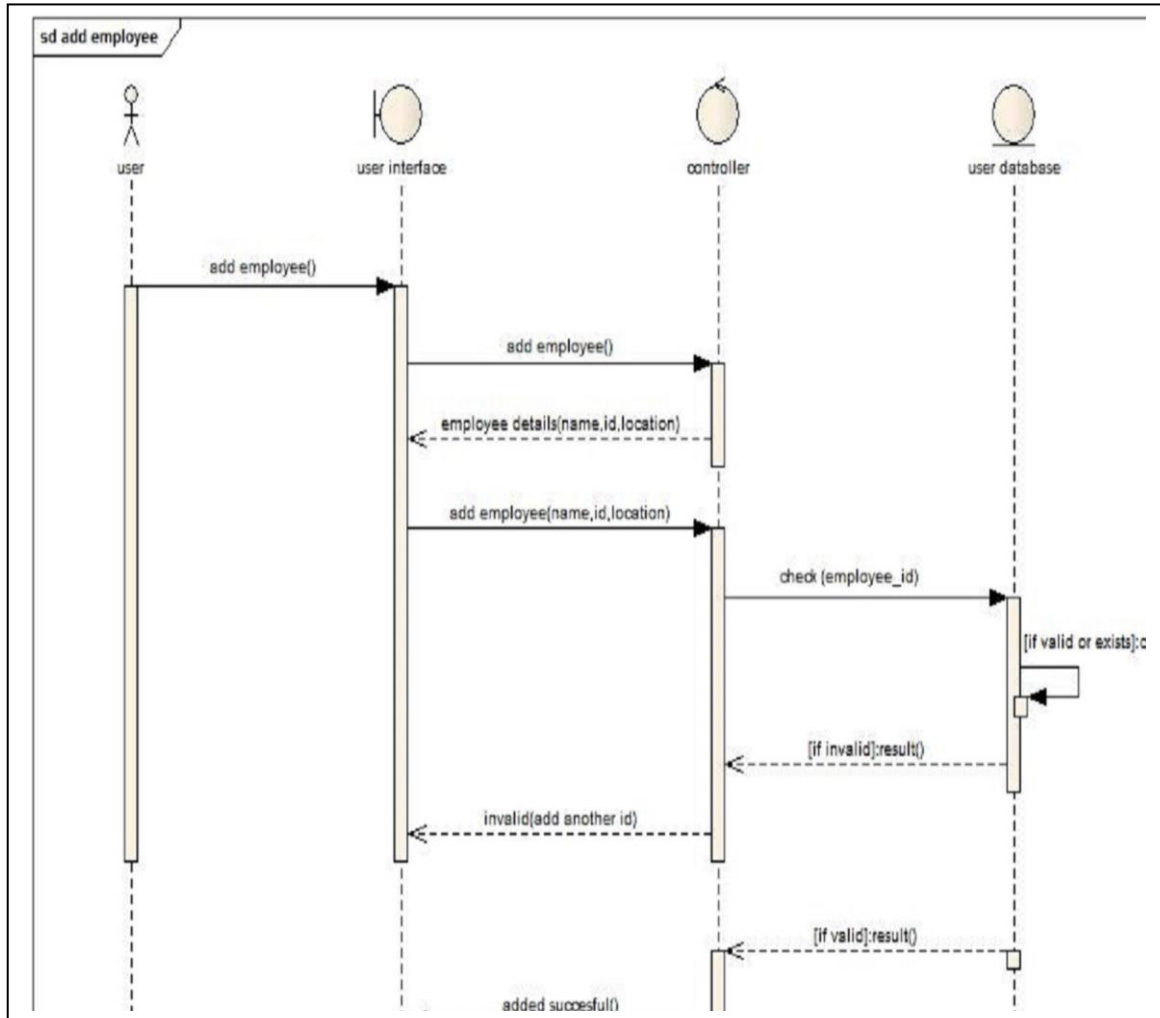 sd add employee
user
user interface
controller
user database
add employee()
add employee()
employee details(name,id,location)
add employee(name,id,location)
check (employee_id)
[if valid or exists]:c
[if invalid]:result()
invalid(add another id)
[if valid]:result()
added succesful()